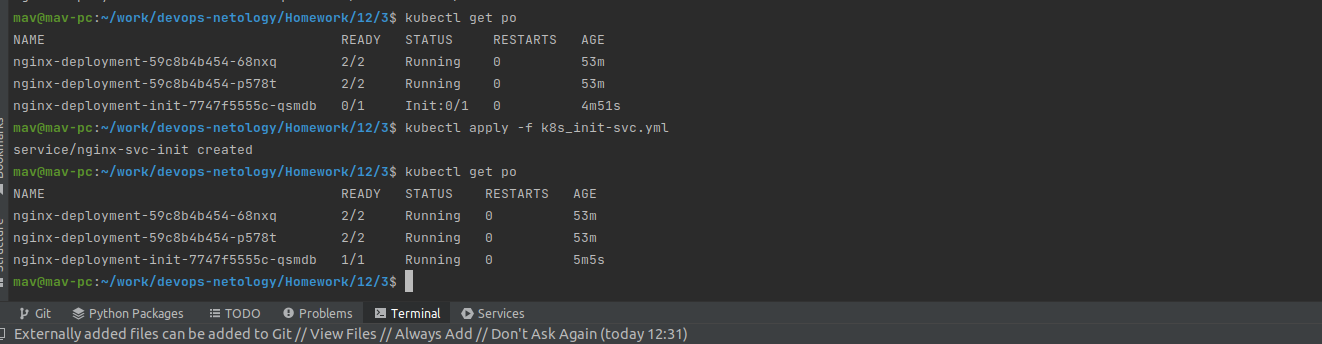 mav@mav-pc:~/work/devops-netology/Homework/12/3$ kubectl get po
NAME READY STATUS RESTARTS AGE
nginx-deployment-59c8b4b454-68nxq 2/2 Running 0 53m
nginx-deployment-59c8b4b454-p578t 2/2 Running 0 53m
nginx-deployment-init-7747f5555c-qsmdb 0/1 Init:0/1 0 4m51s
mav@mav-pc:~/work/devops-netology/Homework/12/3$ kubectl apply -f k8s_init-svc.yml
service/nginx-svc-init created
mav@mav-pc:~/work/devops-netology/Homework/12/3$ kubectl get po
NAME READY STATUS RESTARTS AGE
nginx-deployment-59c8b4b454-68nxq 2/2 Running 0 53m
nginx-deployment-59c8b4b454-p578t 2/2 Running 0 53m
nginx-deployment-init-7747f5555c-qsmdb 1/1 Running 0 5m5s
mav@mav-pc:~/work/devops-netology/Homework/12/3$
Git Python Packages TODO Problems Terminal Services
Externally added files can be added to Git // View Files // Always Add // Don't Ask Again (today 12:31)